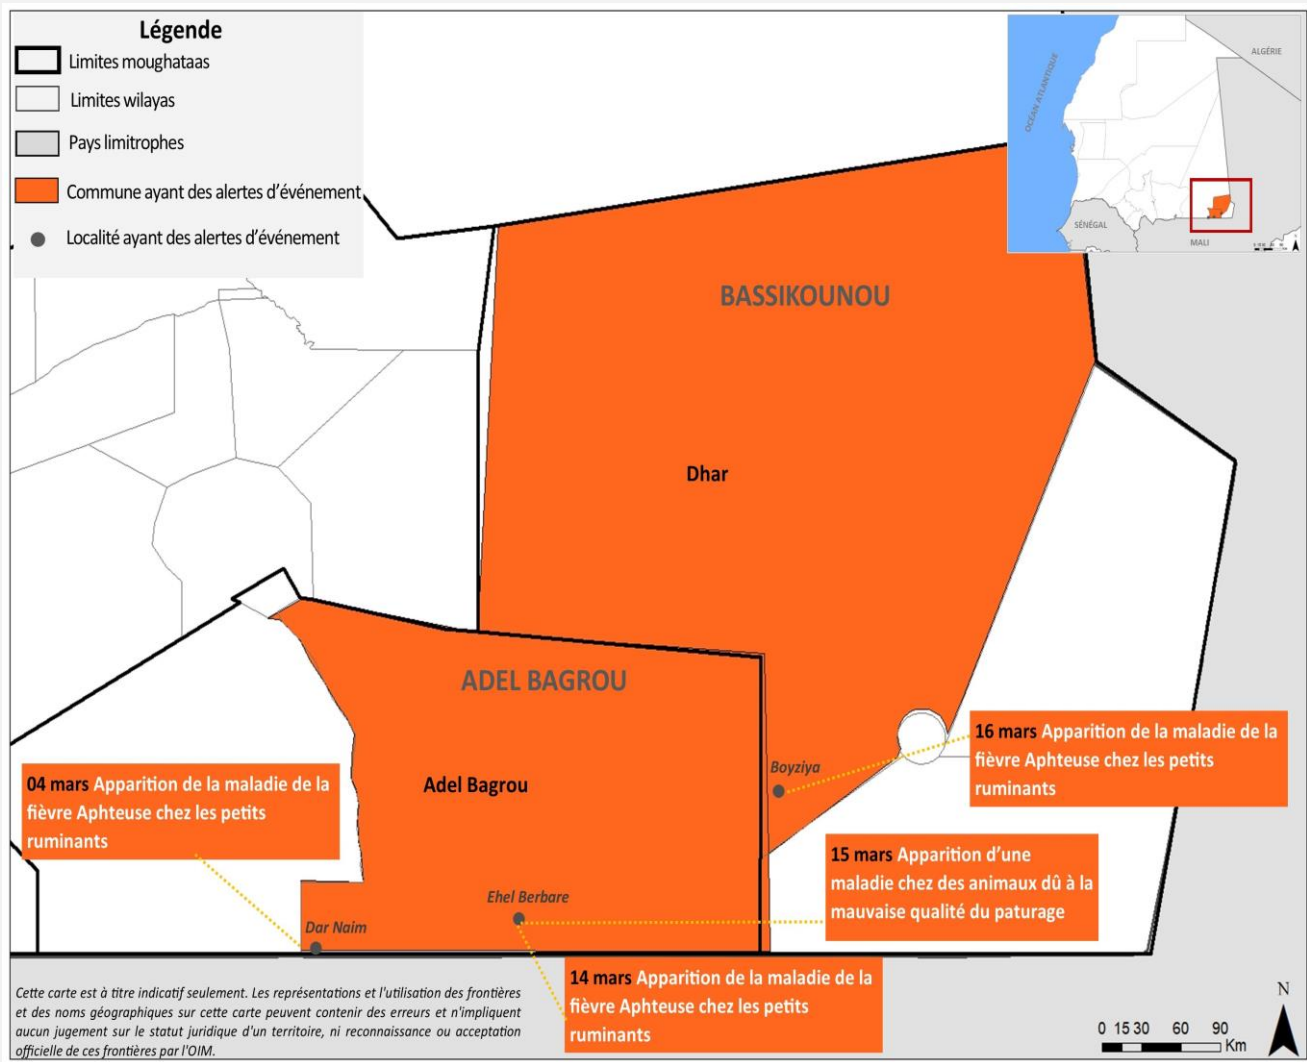 Légende
Limites moughataas
Limites wilayas
Pays limitrophes
Commune ayant des alertes d'événement
Localité ayant des alertes d'événement
OCÉAN ATLANTIQUE
ALGÉRIE
SÉNÉGAL
MALI
BASSIKOUNOU
Dhar
ADEL BAGROU
Adel Bagrou
Boyziya
16 mars Apparition de la maladie de la
fièvre Aphteuse chez les petits
ruminants
04 mars Apparition de la maladie de la
fièvre Aphteuse chez les petits
ruminants
15 mars Apparition d'une
maladie chez des animaux dû à la
mauvaise qualité du paturage
Ehel Berbare
Dar Naim
14 mars Apparition de la maladie de la
fièvre Aphteuse chez les petits
ruminants
Cette carte est à titre indicatif seulement. Les représentations et l'utilisation des frontières
et des noms géographiques sur cette carte peuvent contenir des erreurs et n'impliquent
aucun jugement sur le statut juridique d'un territoire, ni reconnaissance ou acceptation
officielle de ces frontières par l'OIM.
N
0 15 30 60 90
Km